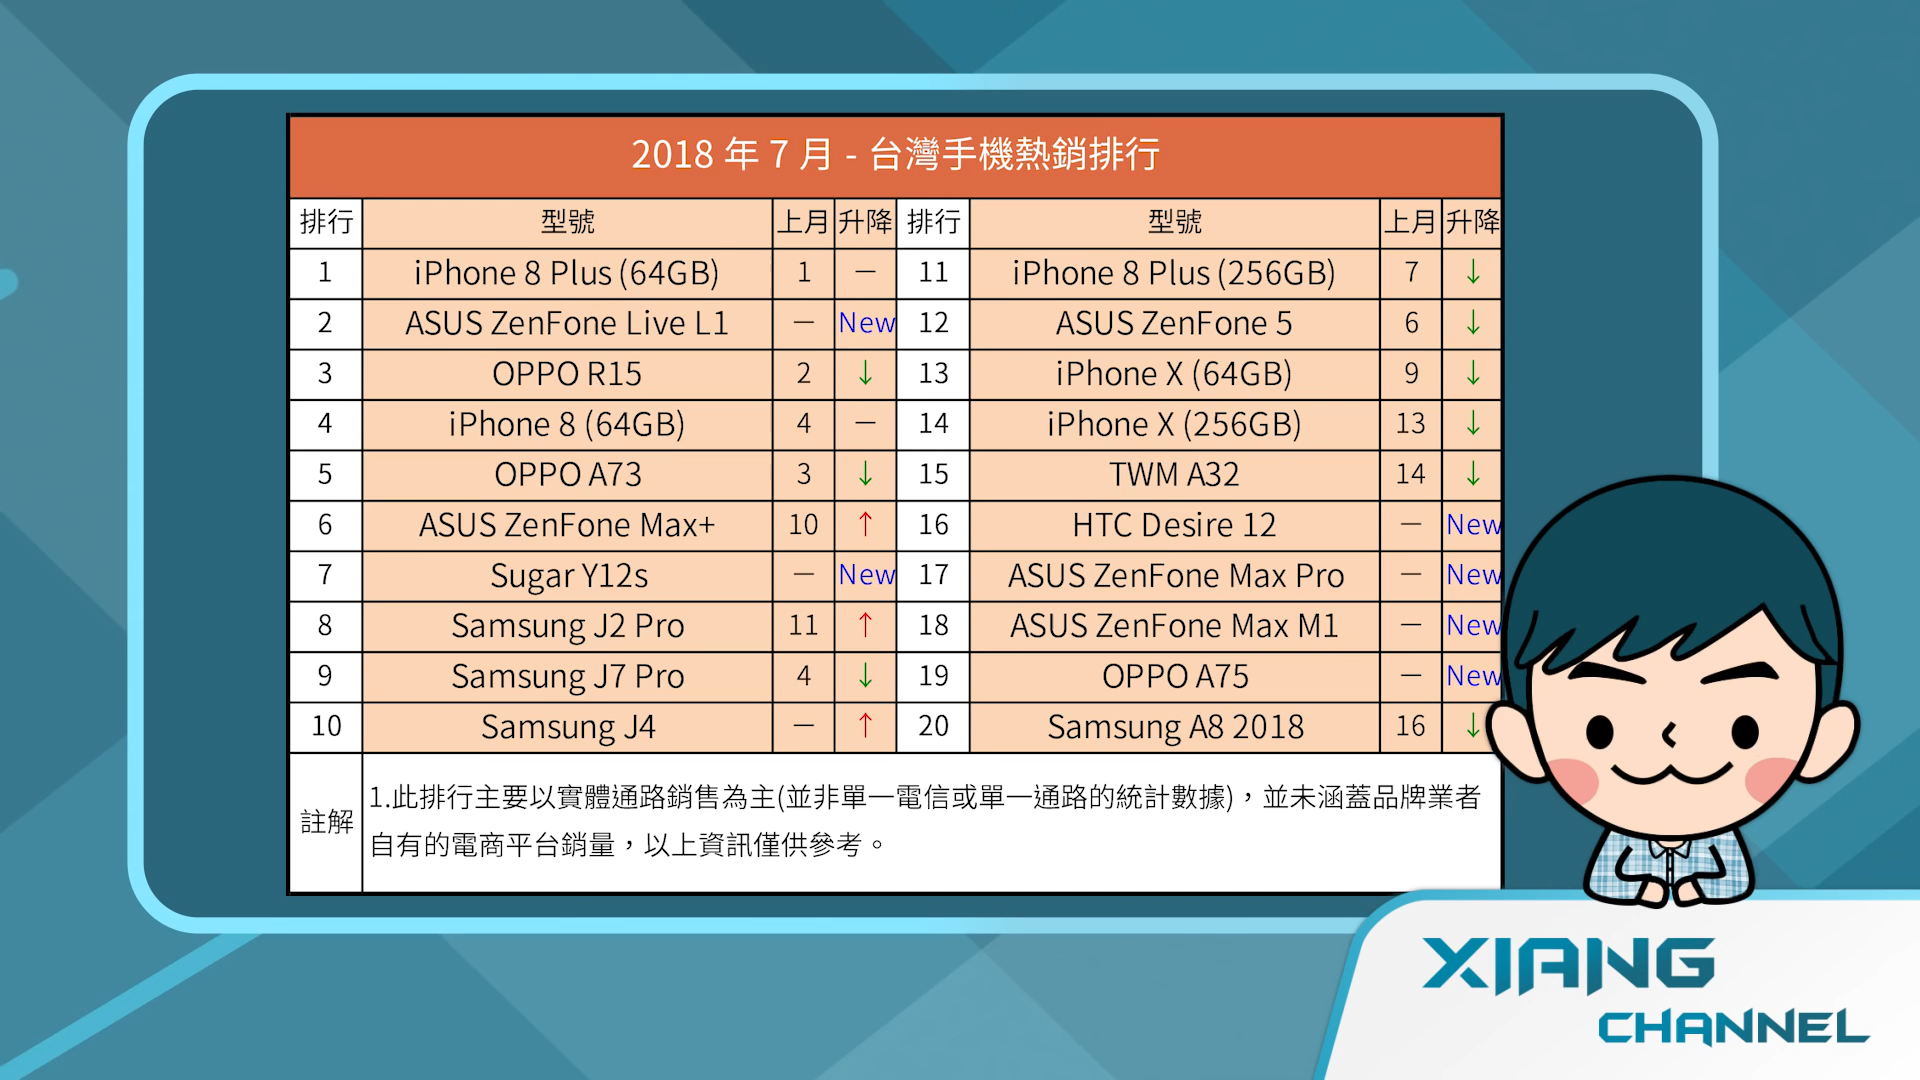 2018 年 7 月 - 台灣手機熱銷排行
排行 型號 上月 升降 排行 型號 上月 升降
1 iPhone 8 Plus (64GB) 1 － 11 iPhone 8 Plus (256GB) 7 ↓
2 ASUS ZenFone Live L1 － New 12 ASUS ZenFone 5 6 ↓
3 OPPO R15 2 ↓ 13 iPhone X (64GB) 9 ↓
4 iPhone 8 (64GB) 4 － 14 iPhone X (256GB) 13 ↓
5 OPPO A73 3 ↓ 15 TWM A32 14 ↓
6 ASUS ZenFone Max+ 10 ↑ 16 HTC Desire 12 － New
7 Sugar Y12s － New 17 ASUS ZenFone Max Pro － New
8 Samsung J2 Pro 11 ↑ 18 ASUS ZenFone Max M1 － New
9 Samsung J7 Pro 4 ↓ 19 OPPO A75 － New
10 Samsung J4 － ↑ 20 Samsung A8 2018 16 ↓
註解 1.此排行主要以實體通路銷售為主(並非單一電信或單一通路的統計數據)，並未涵蓋品牌業者
自有的電商平台銷量，以上資訊僅供參考。
XIANG
CHANNEL